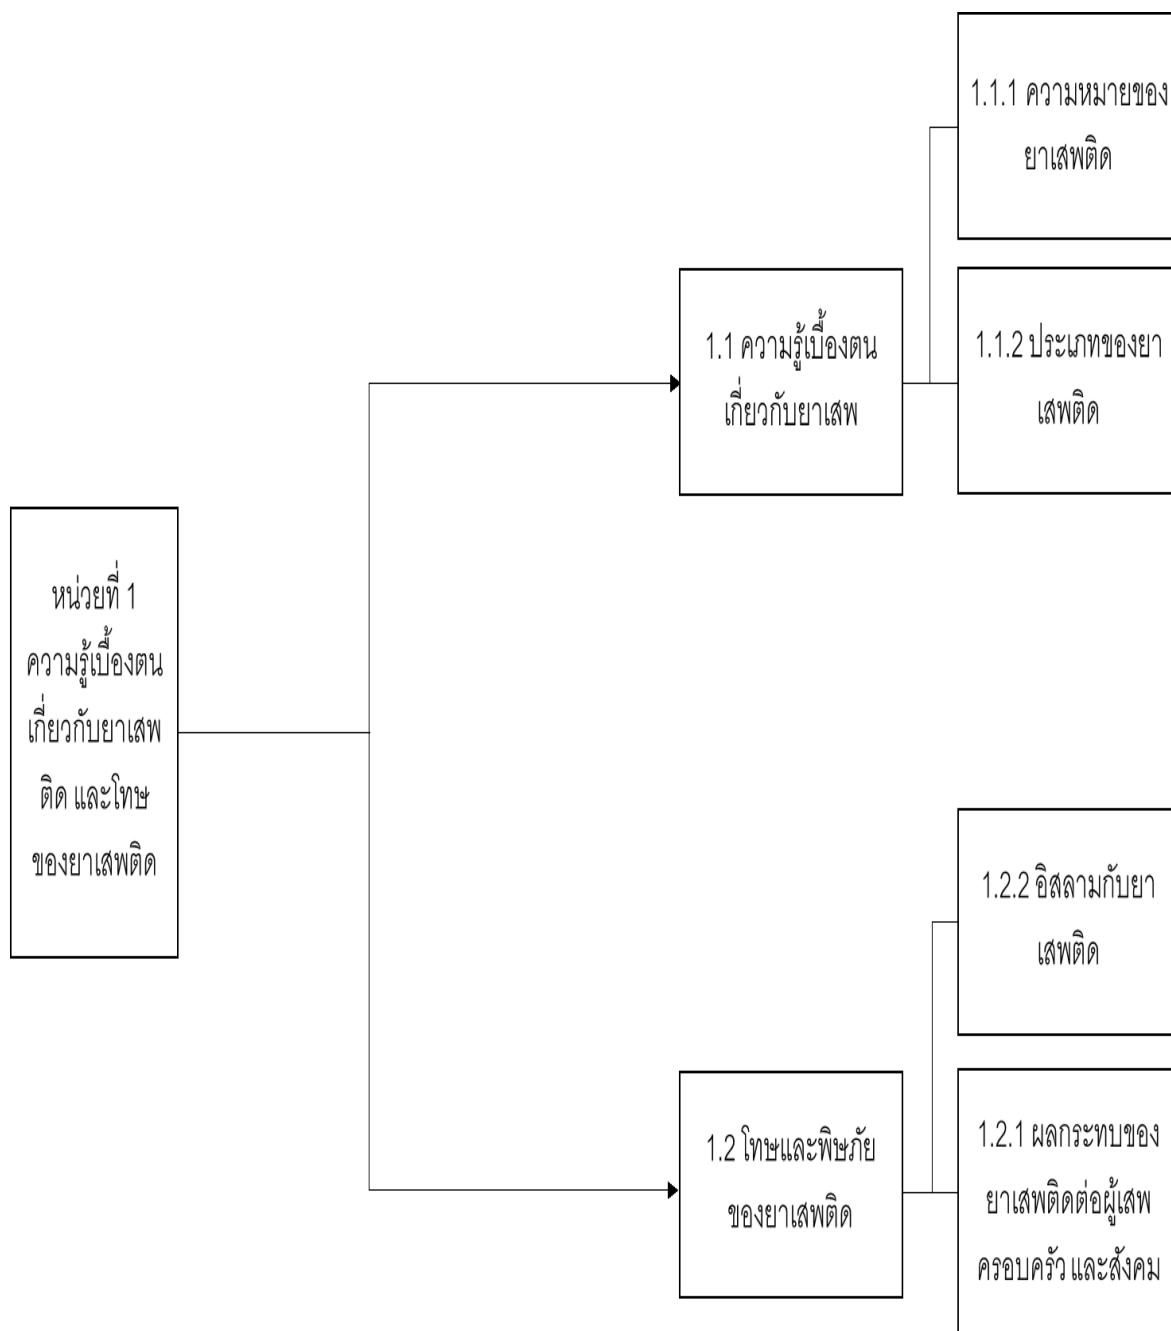 หน่วยที่ 1
ความรู้เบื้องตน
เกี่ยวกับยาเสพ
ติด และโทษ
ของยาเสพติด
1.1 ความรู้เบื้องตน
เกี่ยวกับยาเสพ
1.1.1 ความหมายของ
ยาเสพติด
1.1.2 ประเภทของยา
เสพติด
1.2 โทษและพิษภัย
ของยาเสพติด
1.2.2 อิสลามกับยา
เสพติด
1.2.1 ผลกระทบของ
ยาเสพติดต่อผู้เสพ
ครอบครัว และสังคม